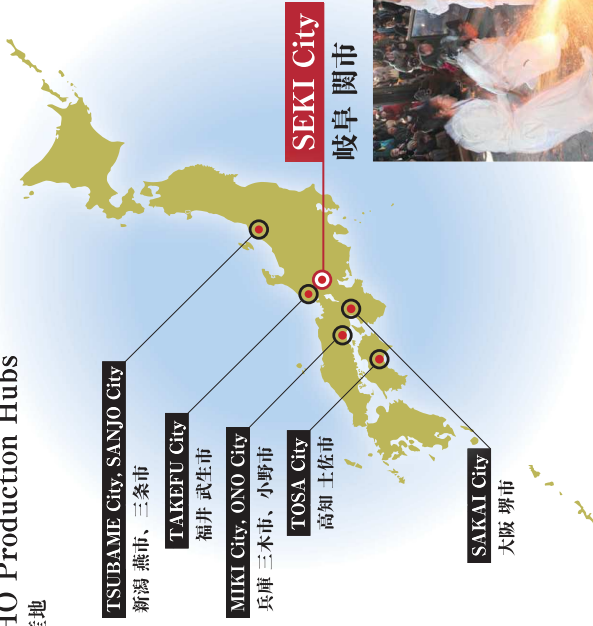 HO Production Hubs
産地
TSUBAME City, SANJO City
新潟 燕市、三条市
TAKEFU City
福井 武生市
MIKI City, ONO City
兵庫 三木市、小野市
TOSA City
高知 土佐市
SAKAI City
大阪 堺市
SEKI City
岐阜 関市